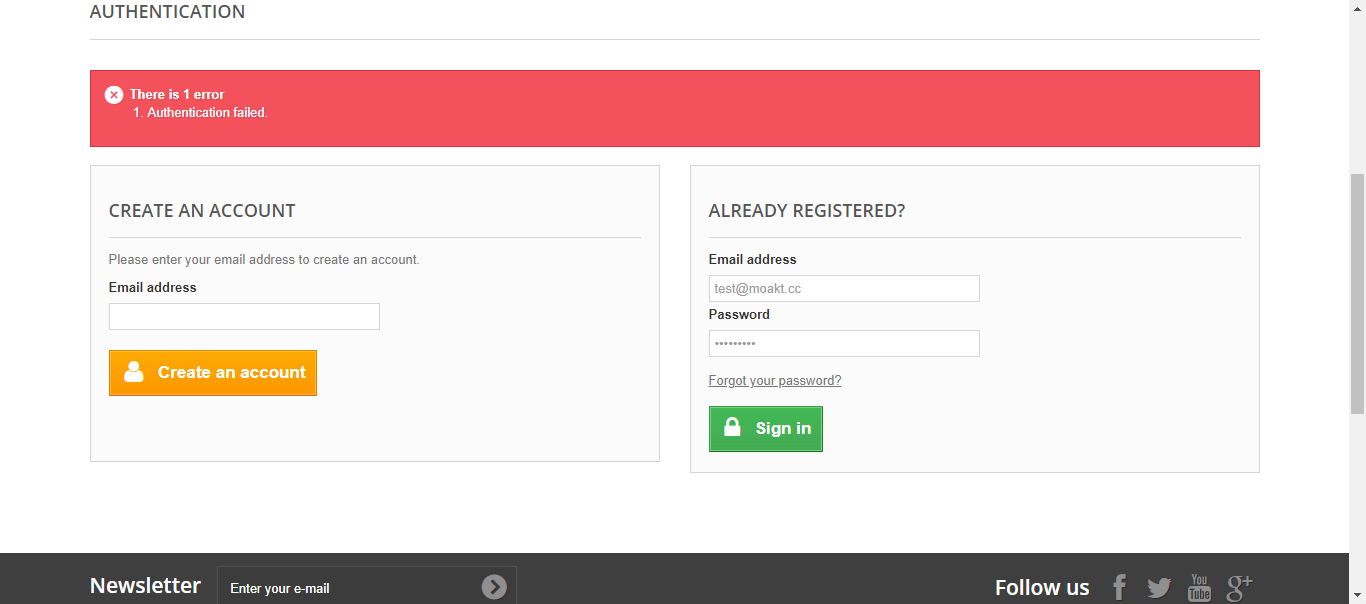 AUTHENTICATION
There is 1 error
1. Authentication failed.
CREATE AN ACCOUNT
Please enter your email address to create an account.
Email address
Create an account
ALREADY REGISTERED?
Email address
test@moakt.cc
Password
•••••••••
Forgot your password?
Sign in
Newsletter
Enter your e-mail
Follow us
You
Tube
g+